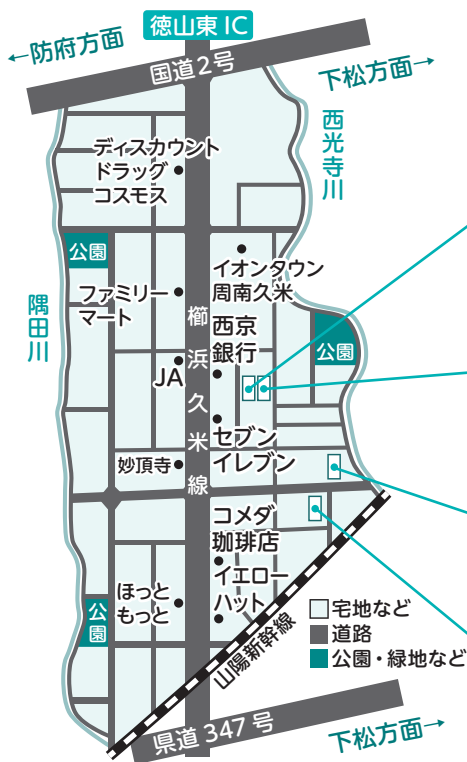 徳山東IC
←防府方面
国道2号
下松方面→
西光寺川
ディスカウント
ドラッグ
コスモス
公園
イオンタウン
周南久米
ファミリー
マート
隅田川
櫛浜久米線
西京
銀行
公園
JA
セブン
イレブン
妙頂寺
コメダ
珈琲店
イエロー
ハット
ほっと
もっと
公園
山陽新幹線
宅地など
道路
公園・緑地など
県道347号
下松方面→